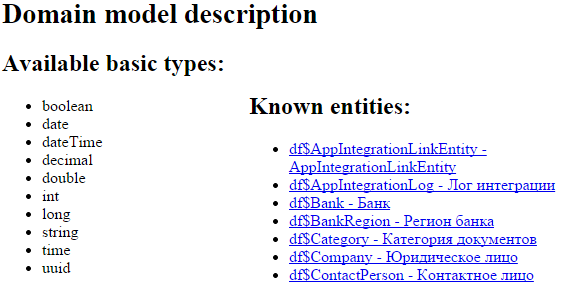 Domain model description
Available basic types:
boolean
date
dateTime
decimal
double
int
long
string
time
uuid
Known entities:
df$AppIntegrationLinkEntity -
AppIntegrationLinkEntity
df$AppIntegrationLog - Лог интеграции
df$Bank - Банк
df$BankRegion - Регион банка
df$Category - Категория документов
df$Company - Юридическое лицо
df$ContactPerson - Контактное лицо